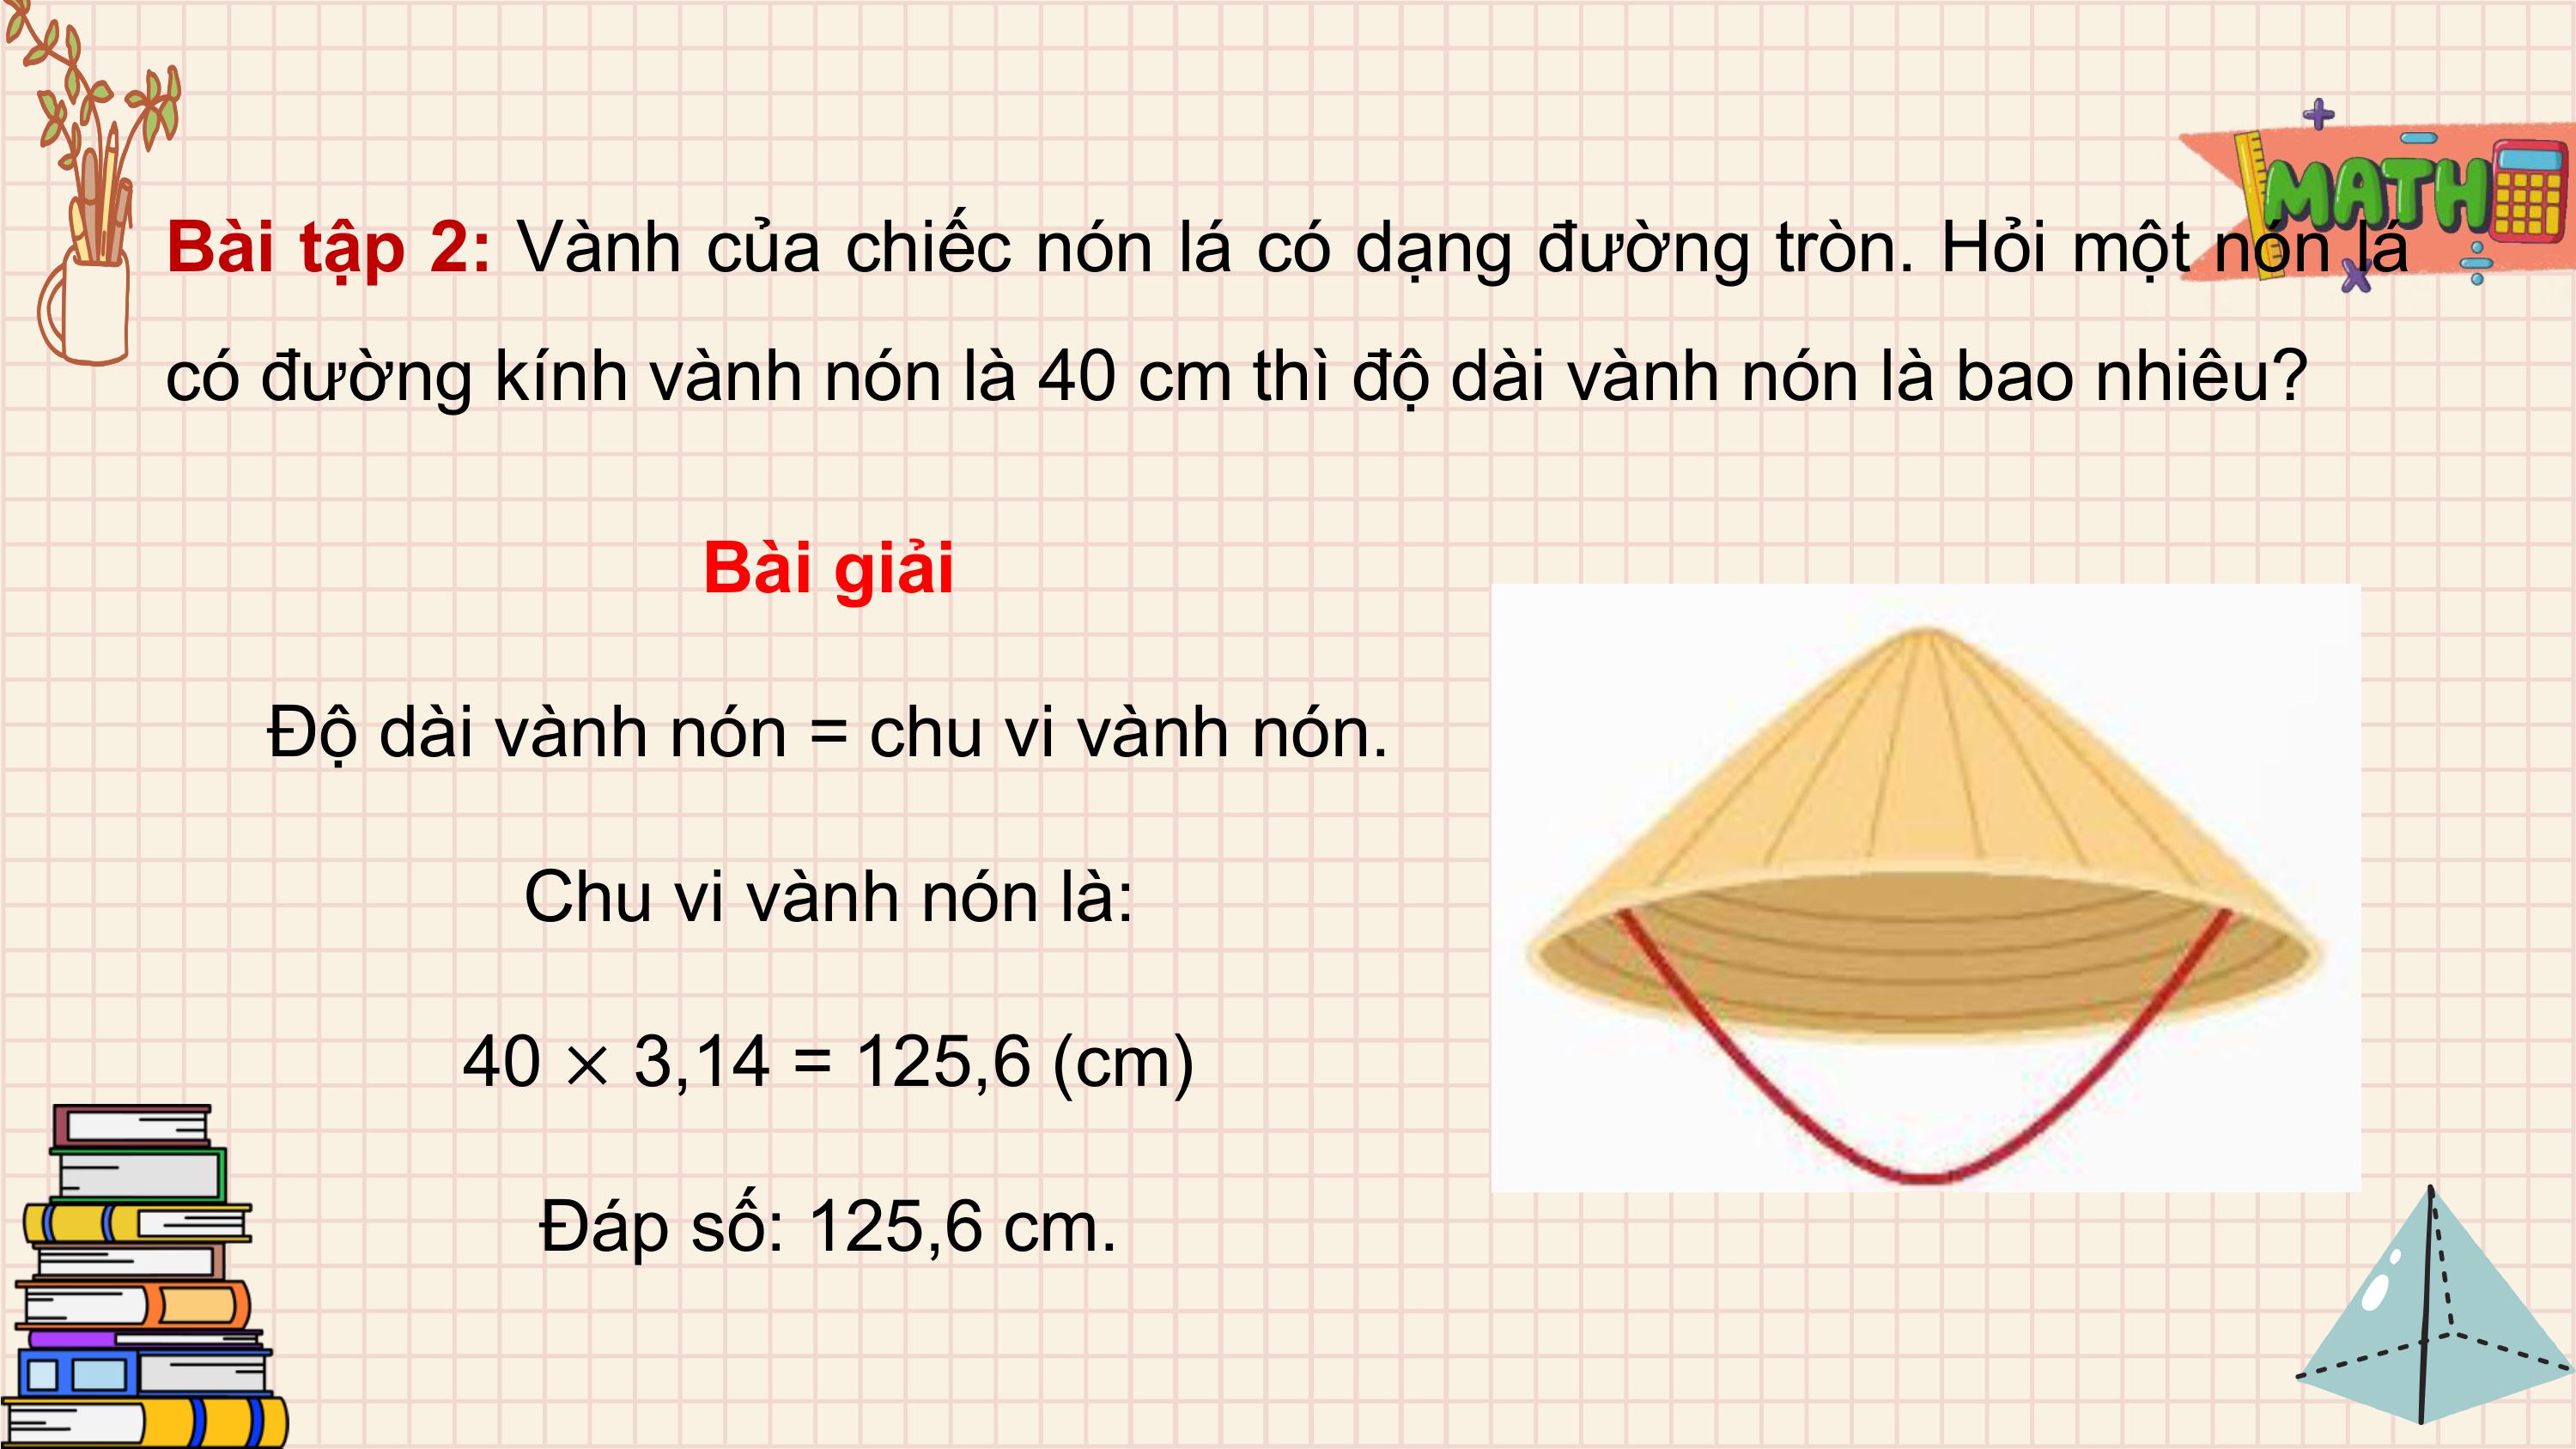 MATH
Bài tập 2: Vành của chiếc nón lá có dạng đường tròn. Hỏi một nón lá
có đường kính vành nón là 40 cm thì độ dài vành nón là bao nhiêu?
Bài giải
Độ dài vành nón = chu vi vành nón.
Chu vi vành nón là:
40 × 3,14 = 125,6 (cm)
Đáp số: 125,6 cm.